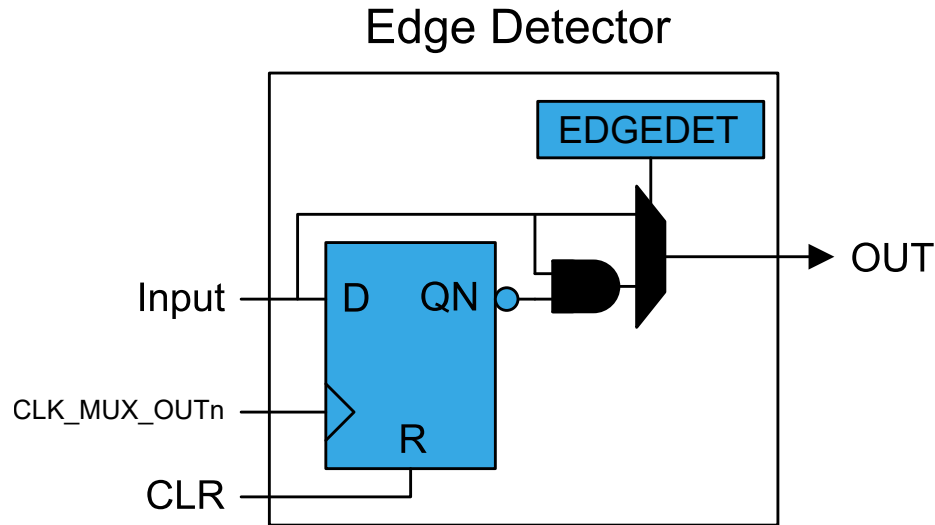 Edge Detector
EDGEDET
OUT
Input
D
QN
CLK_MUX_OUTn
R
CLR